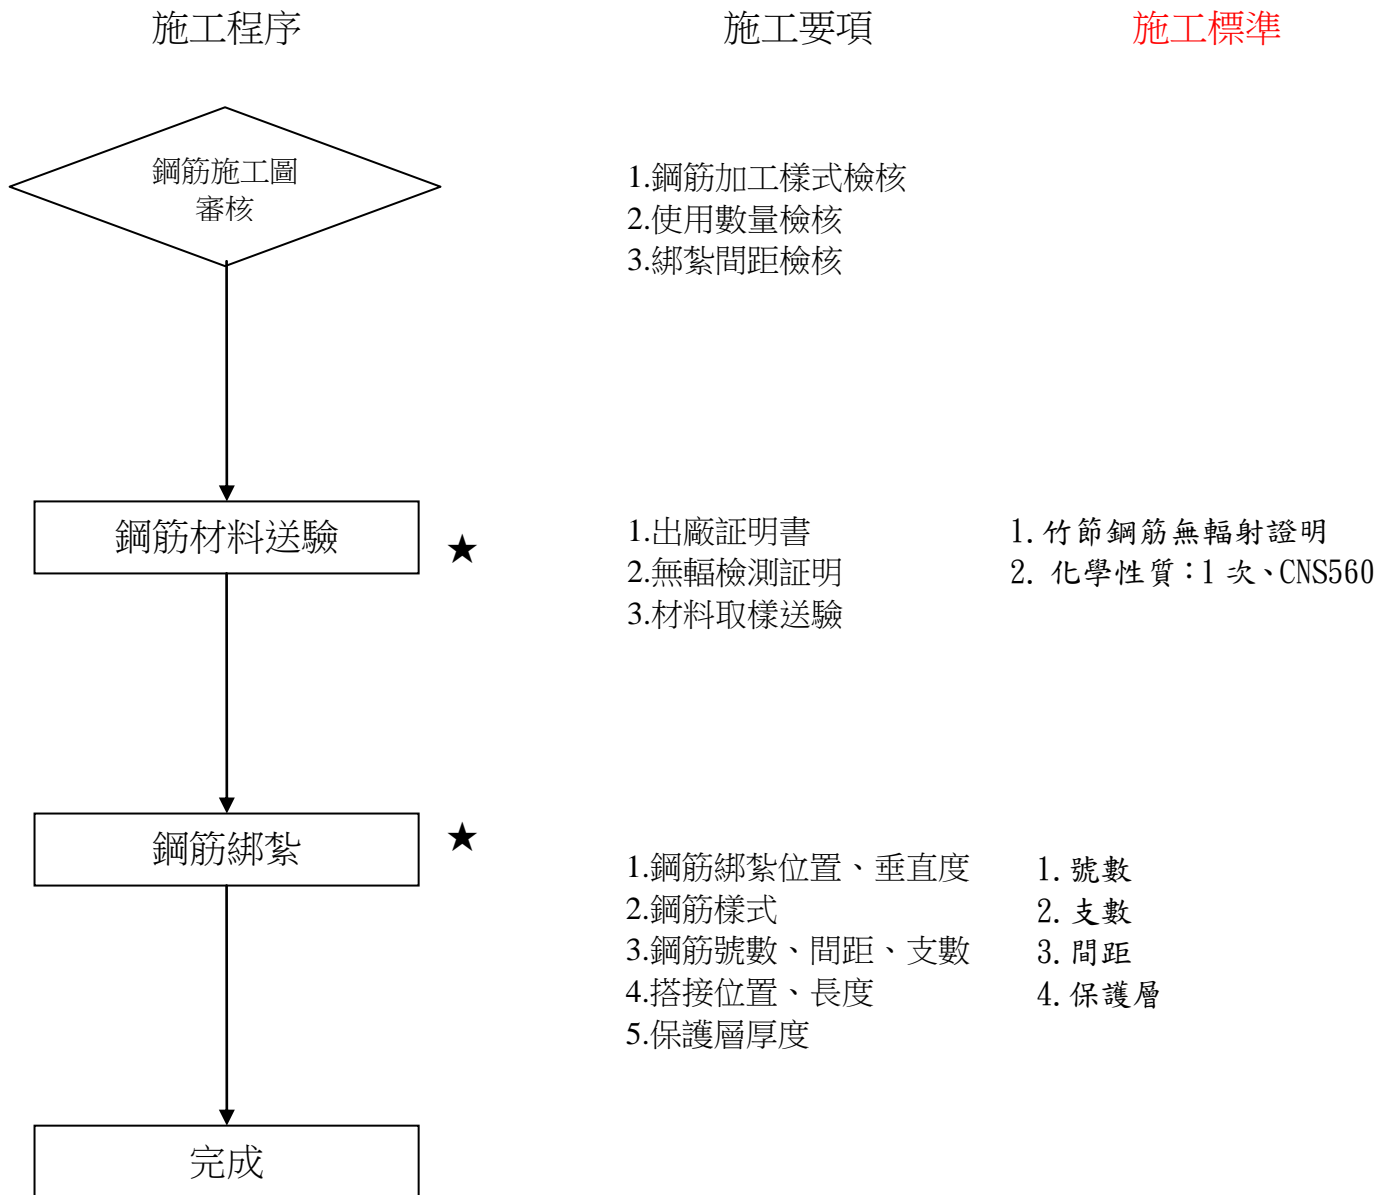 施工程序
施工要項
施工標準
鋼筋施工圖
審核
1.鋼筋加工樣式檢核
2.使用數量檢核
3.綁紮間距檢核
鋼筋材料送驗
★
1.出廠証明書
2.無輻檢測証明
3.材料取樣送驗
1.竹節鋼筋無輻射證明
2. 化學性質：1 次、CNS560
鋼筋綁紮
★
1.鋼筋綁紮位置、垂直度
2.鋼筋樣式
3.鋼筋號數、間距、支數
4.搭接位置、長度
5.保護層厚度
1.號數
2.支數
3.間距
4.保護層
完成